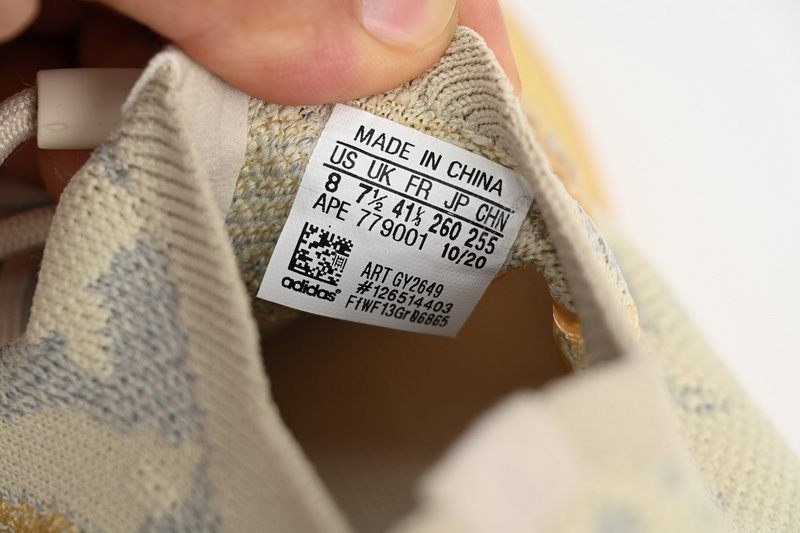 MADE IN CHINA
US UK FR JP CHN
8 7½ 41⅓ 260 255
APE 779001 10/20
ART GY2649
#126514403
adidas